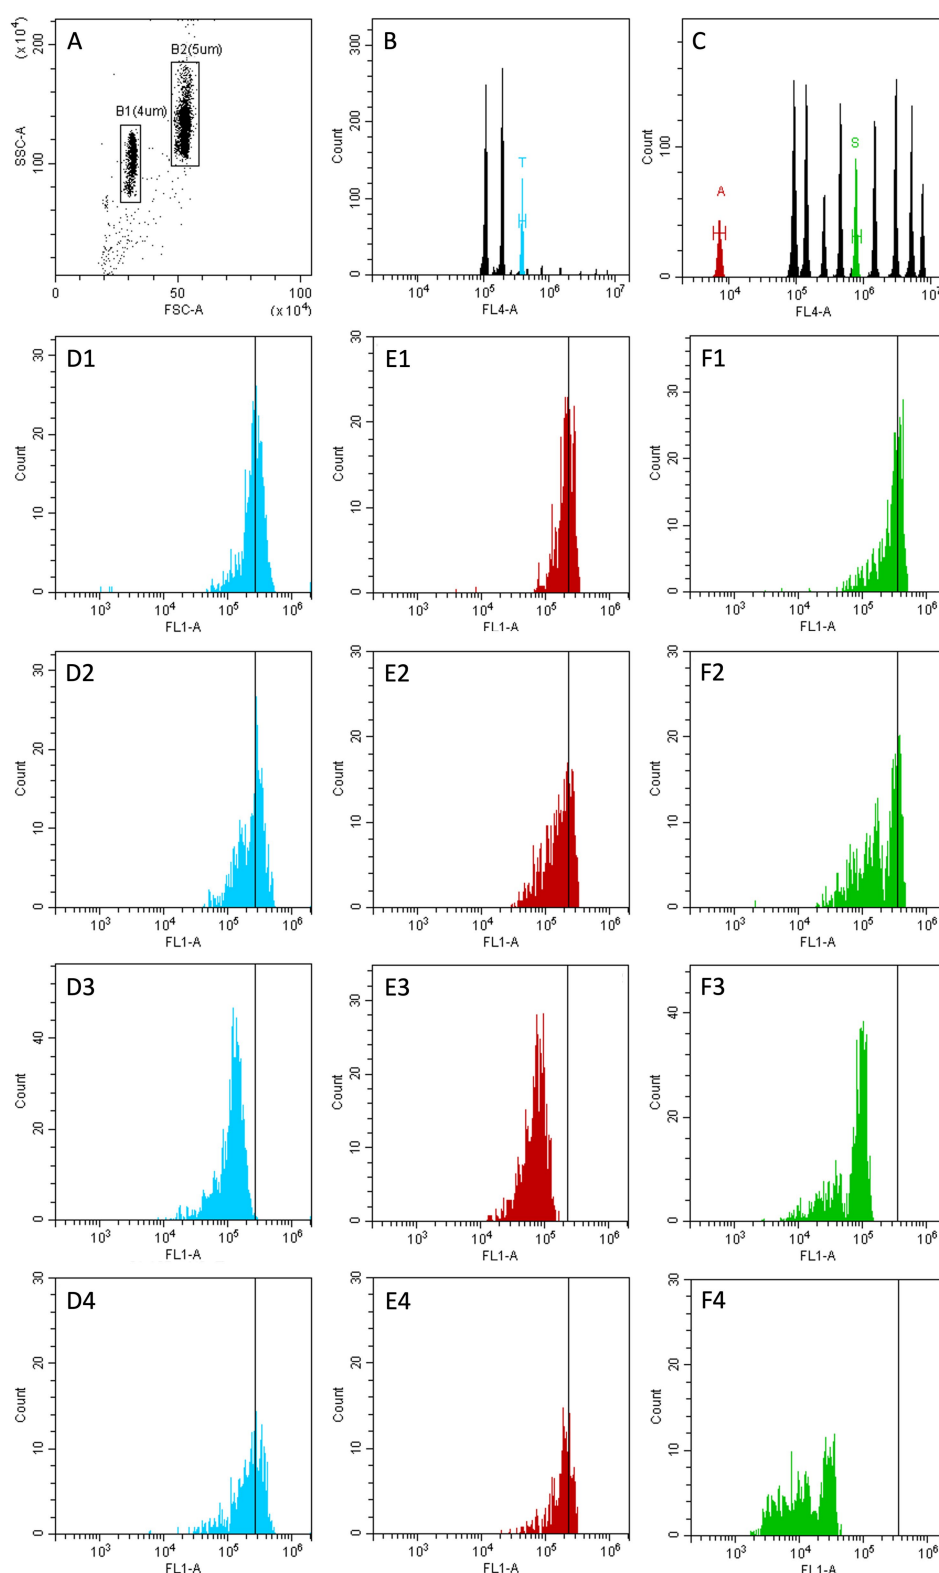 A
B2(5um)
B1(4um)
(x 10⁴)
200
100
SSC-A
0 50 100
FSC-A (x 10⁴)
B
T
300
200
100
0
Count
10⁴ 10⁵ 10⁶ 10⁷
FL4-A
C
S
A
100
0
Count
10⁴ 10⁵ 10⁶ 10⁷
FL4-A
D1
30
20
10
0
Count
10³ 10⁴ 10⁵ 10⁶
FL1-A
E1
30
20
10
0
Count
10³ 10⁴ 10⁵ 10⁶
FL1-A
F1
30
20
10
0
Count
10³ 10⁴ 10⁵ 10⁶
FL1-A
D2
30
20
10
0
Count
10³ 10⁴ 10⁵ 10⁶
FL1-A
E2
30
20
10
0
Count
10³ 10⁴ 10⁵ 10⁶
FL1-A
F2
30
20
10
0
Count
10³ 10⁴ 10⁵ 10⁶
FL1-A
D3
40
20
0
Count
10³ 10⁴ 10⁵ 10⁶
FL1-A
E3
30
20
10
0
Count
10³ 10⁴ 10⁵ 10⁶
FL1-A
F3
40
20
0
Count
10³ 10⁴ 10⁵ 10⁶
FL1-A
D4
30
20
10
0
Count
10³ 10⁴ 10⁵ 10⁶
FL1-A
E4
30
20
10
0
Count
10³ 10⁴ 10⁵ 10⁶
FL1-A
F4
30
20
10
0
Count
10³ 10⁴ 10⁵ 10⁶
FL1-A